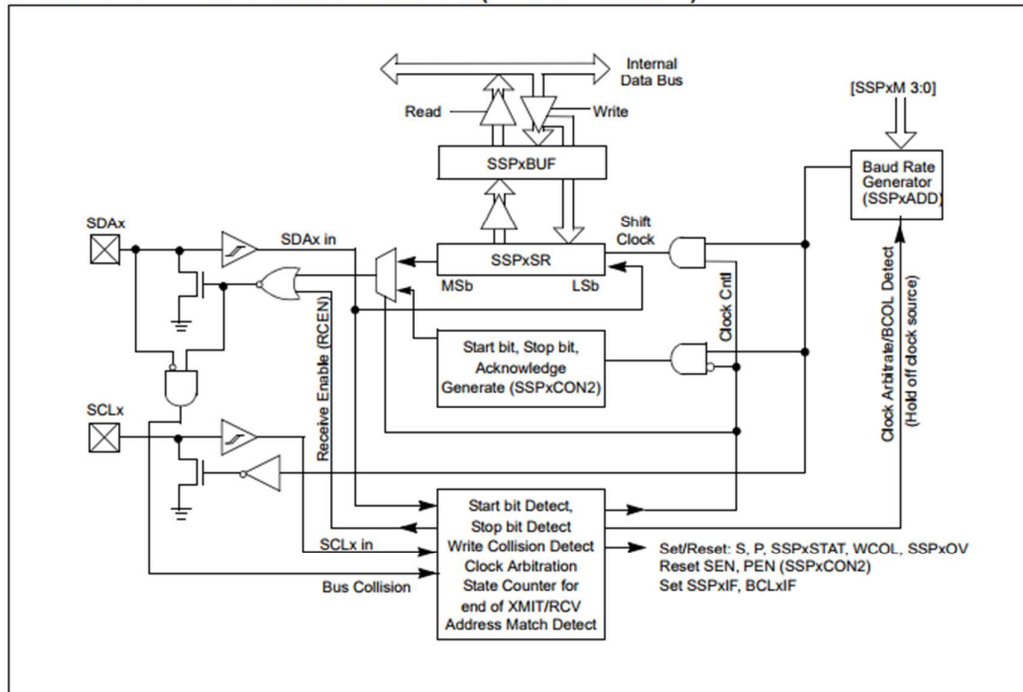 Internal
Data Bus
[SSPxM 3:0]
Read
Write
SSPxBUF
Baud Rate
Generator
(SSPxADD)
SDAx
SDAx in
Shift
Clock
SSPxSR
MSb
LSb
Start bit, Stop bit,
Acknowledge
Generate (SSPxCON2)
Clock Cntl
Clock Arbitrate/BCOL Detect
(Hold off clock source)
Receive Enable (RCEN)
SCLx
SCLx in
Bus Collision
Start bit Detect,
Stop bit Detect
Write Collision Detect
Clock Arbitration
State Counter for
end of XMIT/RCV
Address Match Detect
Set/Reset: S, P, SSPxSTAT, WCOL, SSPxOV
Reset SEN, PEN (SSPxCON2)
Set SSPxIF, BCLxIF